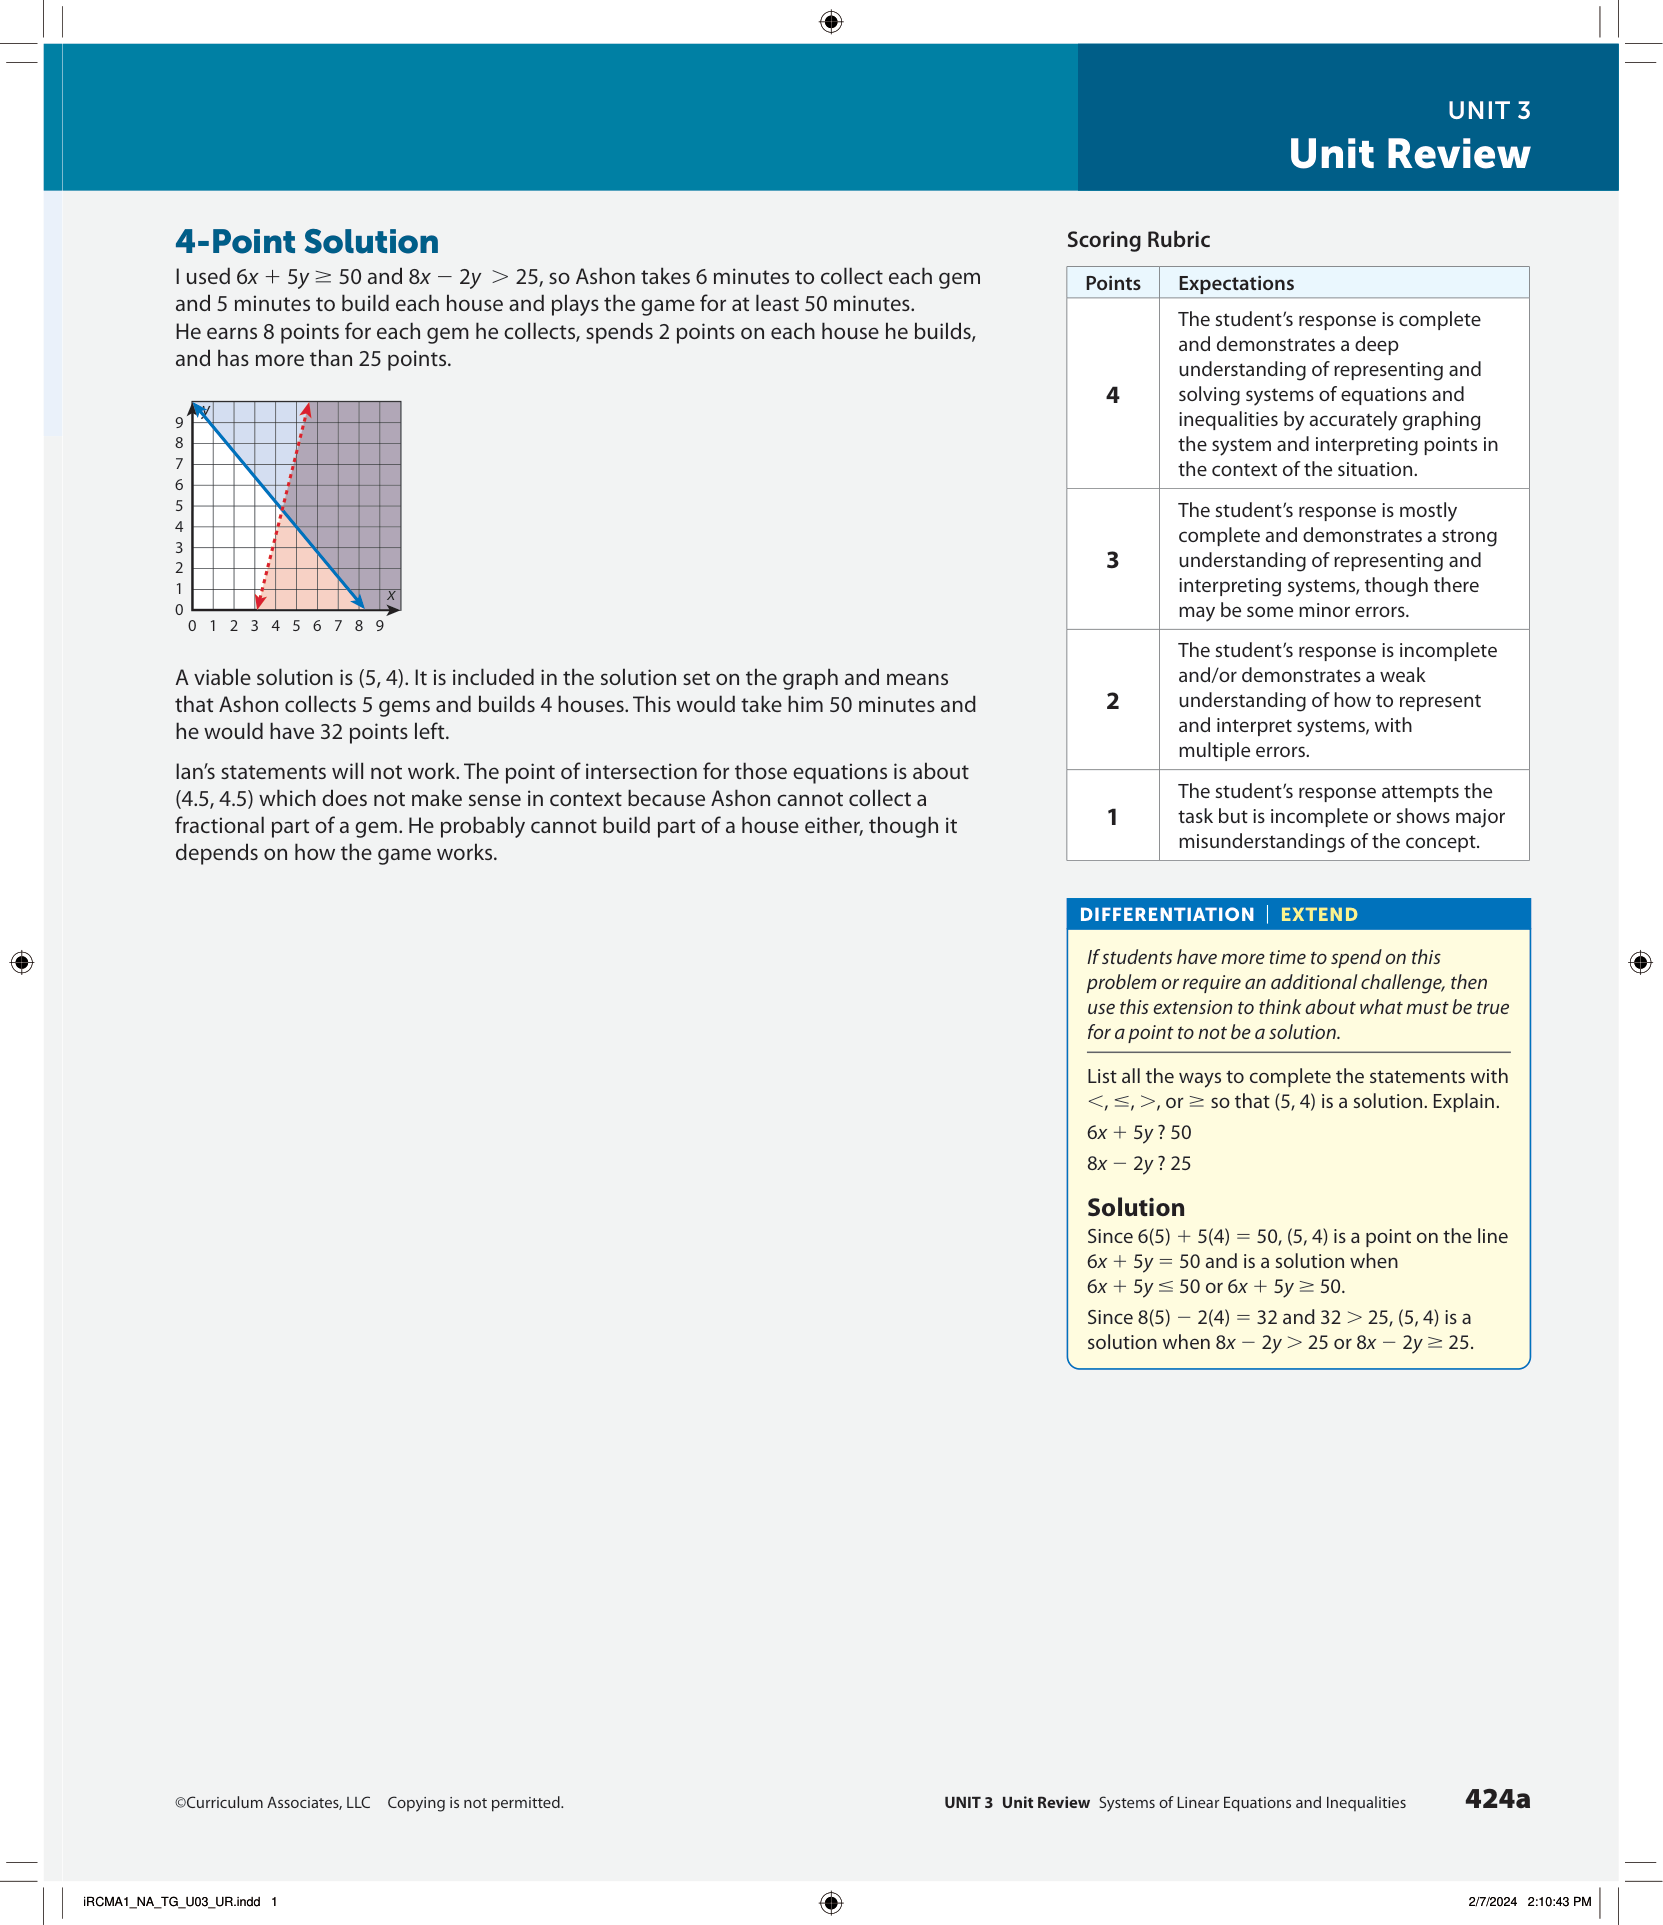 UNIT 3
Unit Review
4-Point Solution
I used 6x + 5y ≥ 50 and 8x − 2y > 25, so Ashon takes 6 minutes to collect each gem
and 5 minutes to build each house and plays the game for at least 50 minutes.
He earns 8 points for each gem he collects, spends 2 points on each house he builds,
and has more than 25 points.
y
9
8
7
6
5
4
3
2
1
0
x
0 1 2 3 4 5 6 7 8 9
A viable solution is (5, 4). It is included in the solution set on the graph and means
that Ashon collects 5 gems and builds 4 houses. This would take him 50 minutes and
he would have 32 points left.
Ian’s statements will not work. The point of intersection for those equations is about
(4.5, 4.5) which does not make sense in context because Ashon cannot collect a
fractional part of a gem. He probably cannot build part of a house either, though it
depends on how the game works.
Scoring Rubric
Points Expectations
4
The student’s response is complete
and demonstrates a deep
understanding of representing and
solving systems of equations and
inequalities by accurately graphing
the system and interpreting points in
the context of the situation.
3
The student’s response is mostly
complete and demonstrates a strong
understanding of representing and
interpreting systems, though there
may be some minor errors.
2
The student’s response is incomplete
and/or demonstrates a weak
understanding of how to represent
and interpret systems, with
multiple errors.
1
The student’s response attempts the
task but is incomplete or shows major
misunderstandings of the concept.
DIFFERENTIATION | EXTEND
If students have more time to spend on this
problem or require an additional challenge, then
use this extension to think about what must be true
for a point to not be a solution.
List all the ways to complete the statements with
<, ≤, >, or ≥ so that (5, 4) is a solution. Explain.
6x + 5y ? 50
8x − 2y ? 25
Solution
Since 6(5) + 5(4) = 50, (5, 4) is a point on the line
6x + 5y = 50 and is a solution when
6x + 5y ≤ 50 or 6x + 5y ≥ 50.
Since 8(5) − 2(4) = 32 and 32 > 25, (5, 4) is a
solution when 8x − 2y > 25 or 8x − 2y ≥ 25.
©Curriculum Associates, LLC Copying is not permitted.
UNIT 3 Unit Review Systems of Linear Equations and Inequalities 424a
iRCMA1_NA_TG_U03_UR.indd 1
2/7/2024 2:10:43 PM